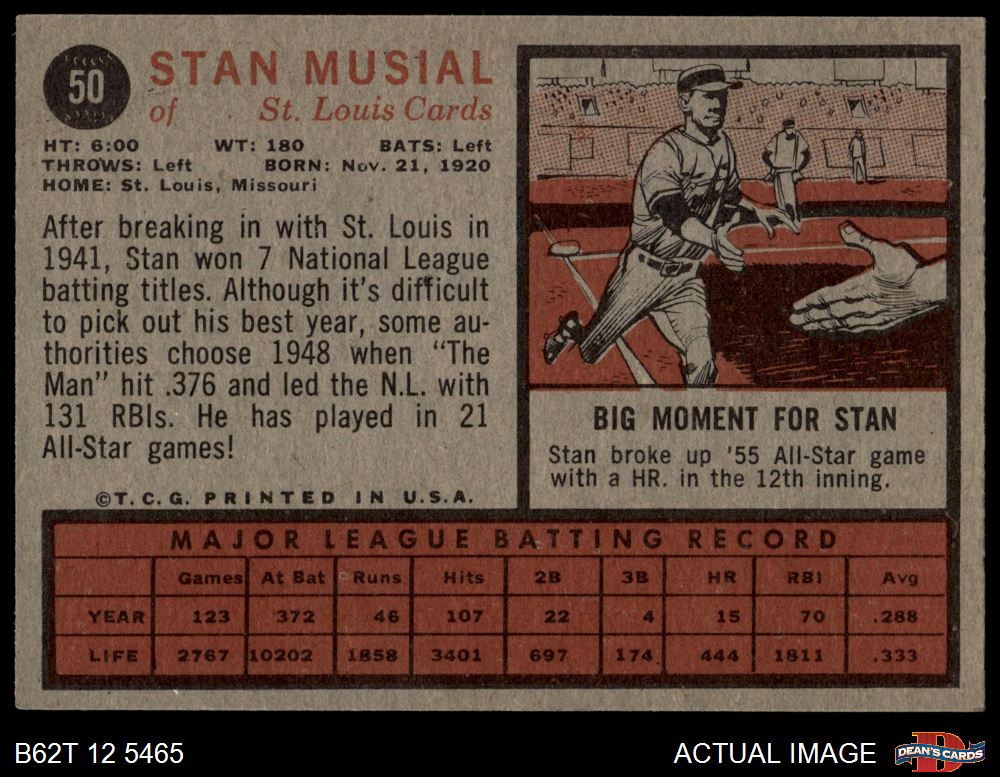 50
STAN MUSIAL
of St. Louis Cards
HT: 6:00 WT: 180 BATS: Left
THROWS: Left BORN: Nov. 21, 1920
HOME: St. Louis, Missouri
After breaking in with St. Louis in
1941, Stan won 7 National League
batting titles. Although it's difficult
to pick out his best year, some au-
thorities choose 1948 when "The
Man" hit .376 and led the N.L. with
131 RBIs. He has played in 21
All-Star games!
©T.C.G. PRINTED IN U.S.A.
BIG MOMENT FOR STAN
Stan broke up '55 All-Star game
with a HR. in the 12th inning.
MAJOR LEAGUE BATTING RECORD
Games At Bat Runs Hits 2B 3B HR RBI Avg
YEAR 123 372 46 107 22 4 15 70 .288
LIFE 2767 10202 1858 3401 697 174 444 1811 .333
B62T 12 5465
ACTUAL IMAGE
DEAN'S CARDS